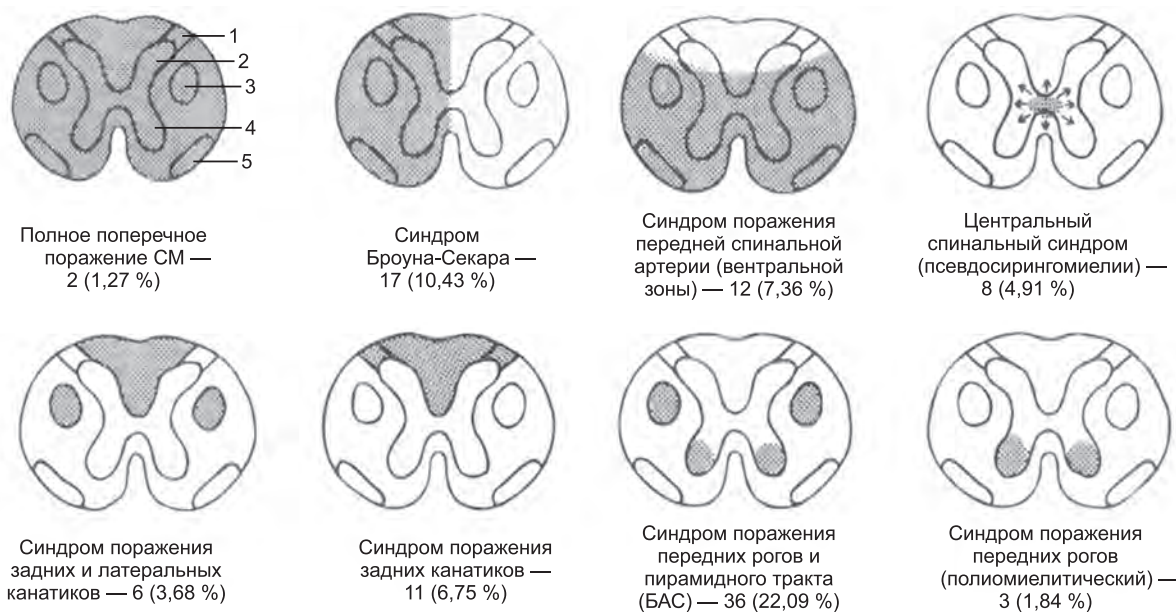 1
2
3
4
5
Полное поперечное
поражение СМ —
2 (1,27 %)
Синдром
Броуна-Секара —
17 (10,43 %)
Синдром поражения
передней спинальной
артерии (вентральной
зоны) — 12 (7,36 %)
Центральный
спинальный синдром
(псевдосирингомиелии) —
8 (4,91 %)
Синдром поражения
задних и латеральных
канатиков — 6 (3,68 %)
Синдром поражения
задних канатиков —
11 (6,75 %)
Синдром поражения
передних рогов и
пирамидного тракта
(БАС) — 36 (22,09 %)
Синдром поражения
передних рогов
(полиомиелитический) —
3 (1,84 %)